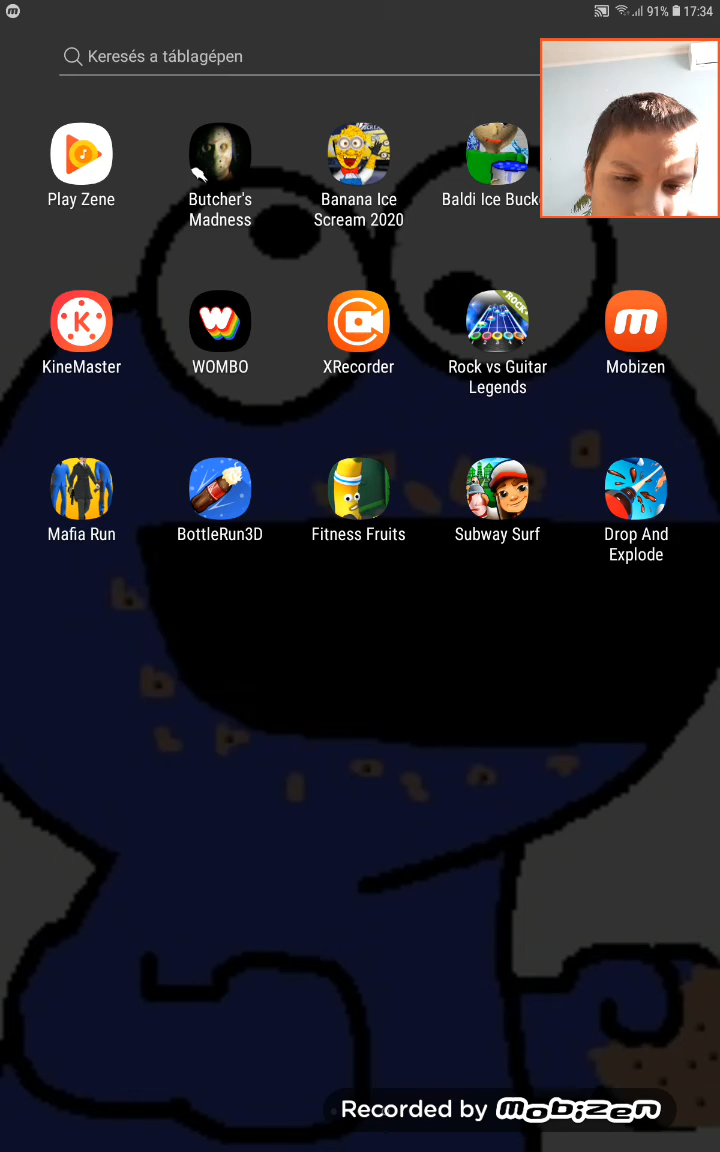 91% 17:34
Keresés a táblagépen
Play Zene
Butcher's
Madness
Banana Ice
Scream 2020
Baldi Ice Buck
KineMaster
WOMBO
XRecorder
Rock vs Guitar
Legends
Mobizen
Mafia Run
BottleRun3D
Fitness Fruits
Subway Surf
Drop And
Explode
ROCK
Recorded by mobizen